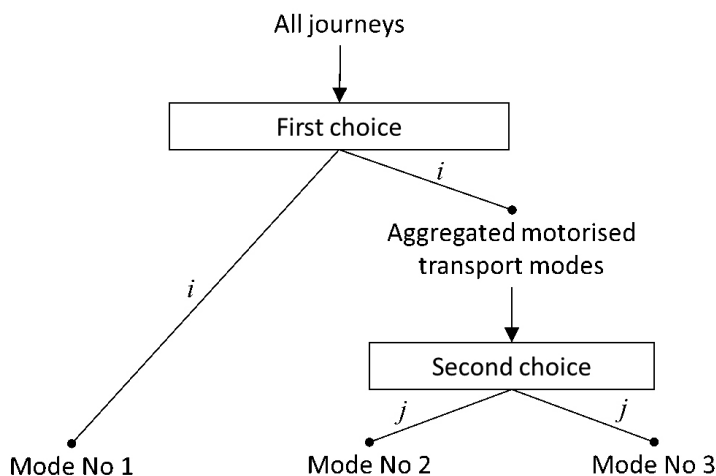 All journeys
First choice
i
Aggregated motorised
transport modes
i
Second choice
j
j
Mode No 1
Mode No 2
Mode No 3